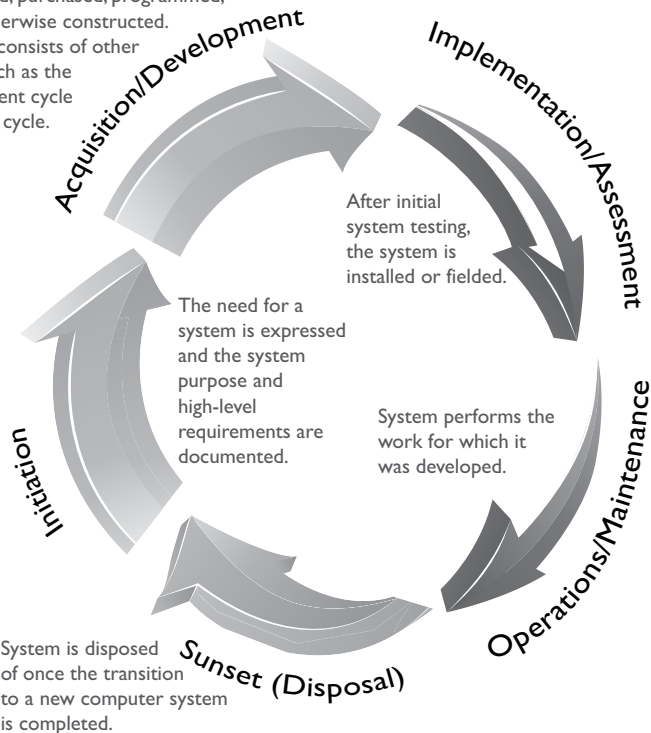 purchased, programmed,
erwise constructed.
consists of other
ch as the
ent cycle
cycle.
Acquisition/Development
Implementation/Assessment
After initial
system testing,
the system is
installed or fielded.
The need for a
system is expressed
and the system
purpose and
high-level
requirements are
documented.
System performs the
work for which it
was developed.
Initiation
Operations/Maintenance
System is disposed
of once the transition
to a new computer system
is completed.
Sunset (Disposal)